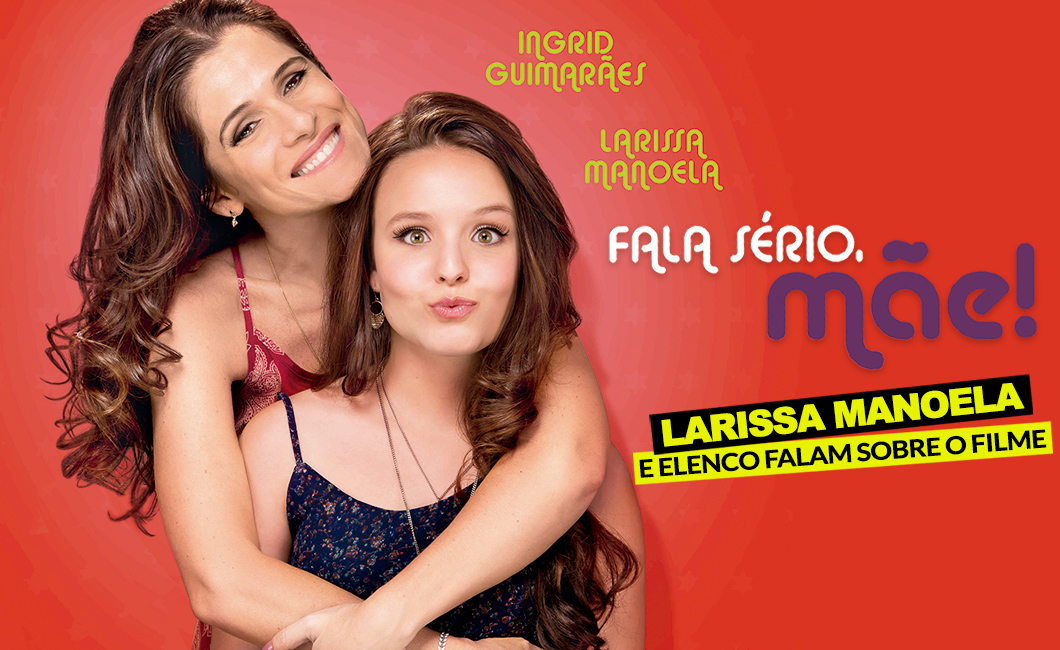 INGRID
GUIMARÃES
LARISSA
MANOELA
FALA SÉRIO,
mãe!
LARISSA MANOELA
E ELENCO FALAM SOBRE O FILME